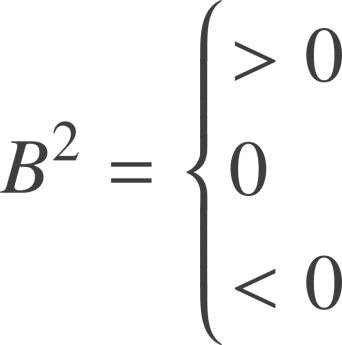 > 0
B² = { 0
< 0